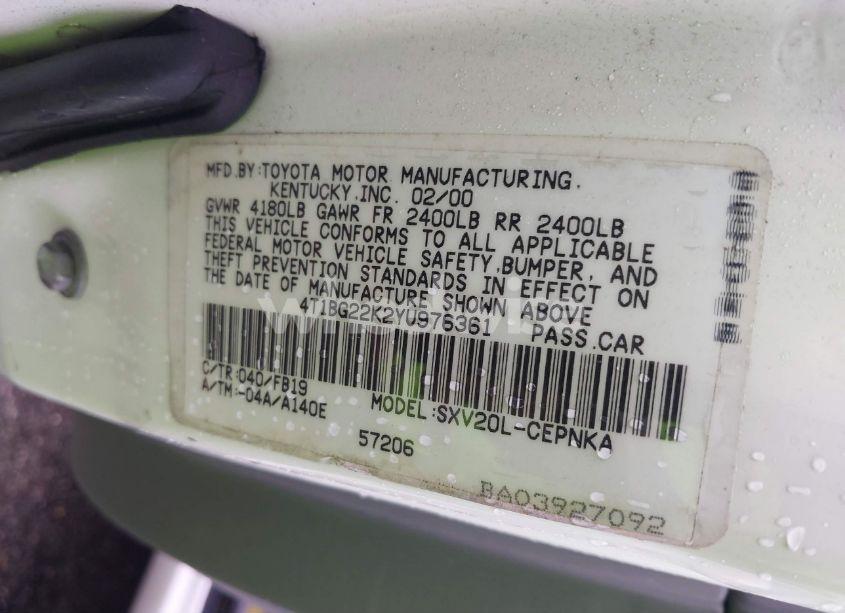 MFD.BY:TOYOTA MOTOR MANUFACTURING,
KENTUCKY,INC. 02/00
GVWR 4180LB GAWR FR 2400LB RR 2400LB
THIS VEHICLE CONFORMS TO ALL APPLICABLE
FEDERAL MOTOR VEHICLE SAFETY,BUMPER, AND
THEFT PREVENTION STANDARDS IN EFFECT ON
THE DATE OF MANUFACTURE SHOWN ABOVE
4T1BG22K2YU976361 PASS.CAR
C/TR:040/FB19
A/TM:-04A/A140E MODEL:SXV20L-CEPNKA
57206
BA03927092